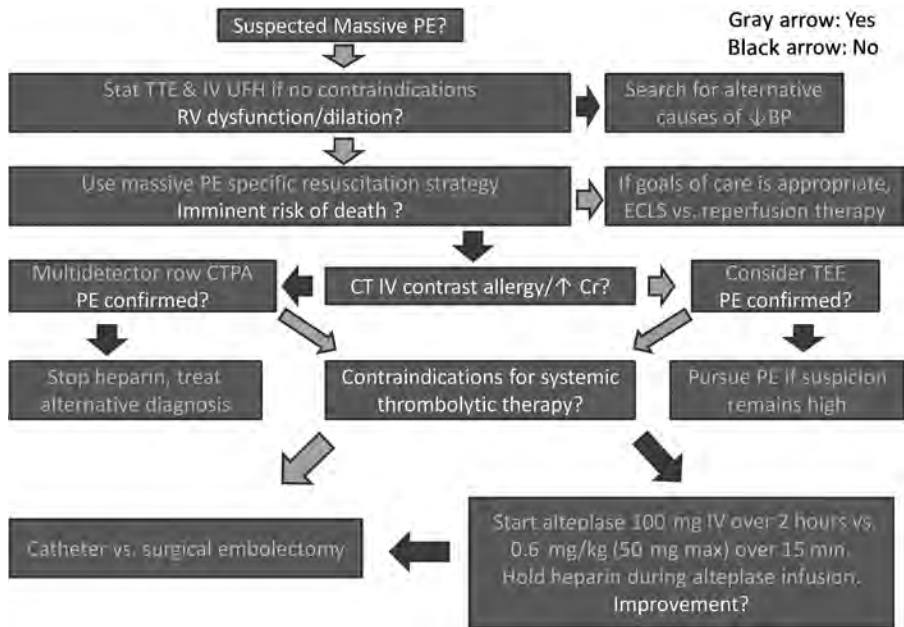 Suspected Massive PE?
Gray arrow: Yes
Black arrow: No
Stat TTE & IV UFH if no contraindications
RV dysfunction/dilation?
Search for alternative
causes of ↓BP
Use massive PE specific resuscitation strategy
Imminent risk of death ?
If goals of care is appropriate,
ECLS vs. reperfusion therapy
Multidetector row CTPA
PE confirmed?
CT IV contrast allergy/↑ Cr?
Consider TEE
PE confirmed?
Stop heparin, treat
alternative diagnosis
Contraindications for systemic
thrombolytic therapy?
Pursue PE if suspicion
remains high
Catheter vs. surgical embolectomy
Start alteplase 100 mg IV over 2 hours vs.
0.6 mg/kg (50 mg max) over 15 min.
Hold heparin during alteplase infusion.
Improvement?